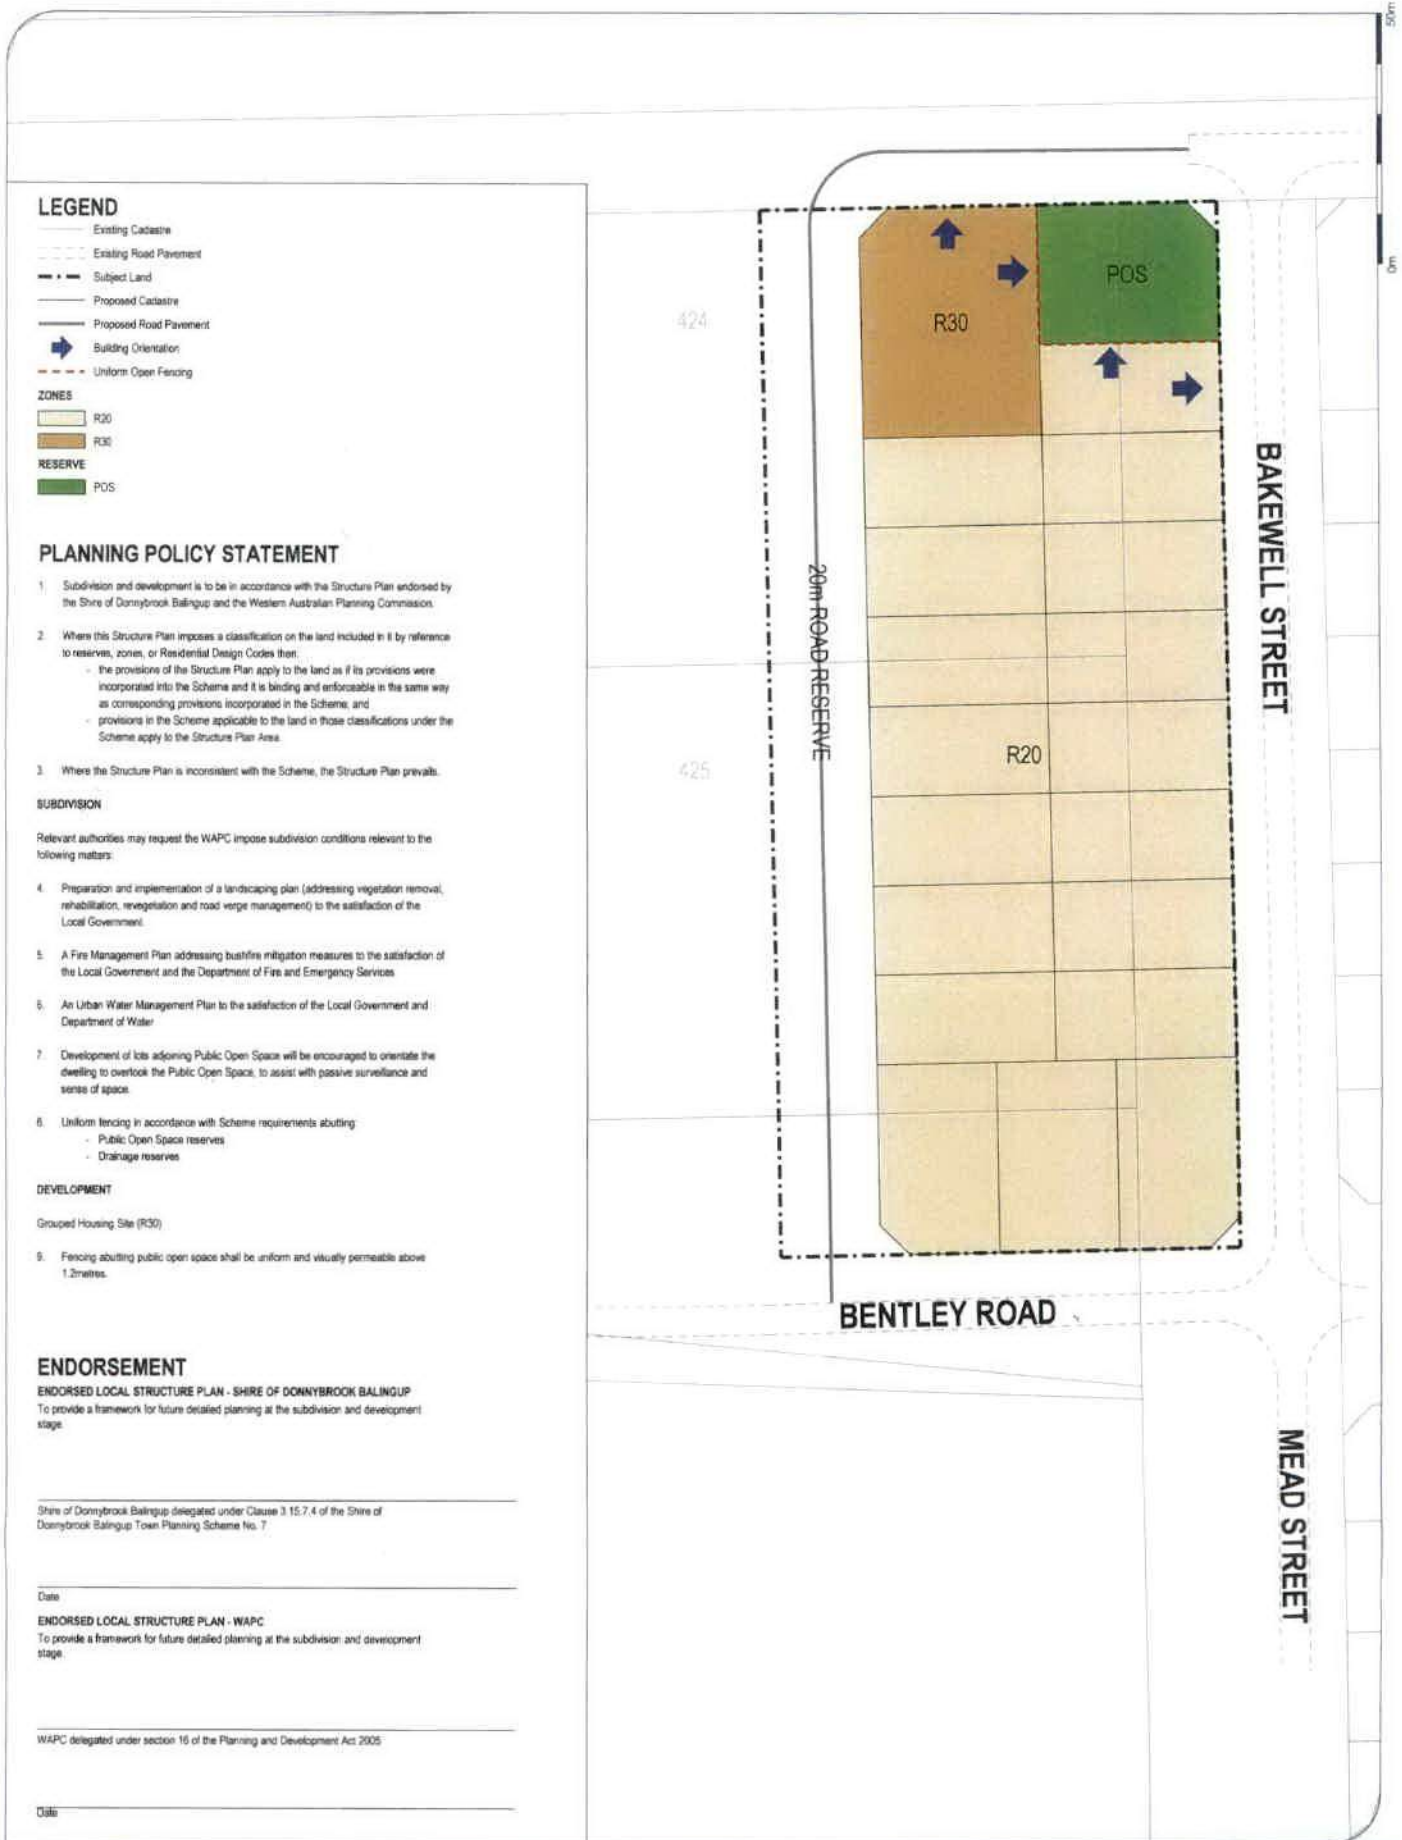 50m
0m
LEGEND
Existing Cadastre
Existing Road Pavement
Subject Land
Proposed Cadastre
Proposed Road Pavement
Building Orientation
Uniform Open Fencing
ZONES
R20
R30
RESERVE
POS
PLANNING POLICY STATEMENT
1. Subdivision and development is to be in accordance with the Structure Plan endorsed by
the Shire of Donnybrook Balingup and the Western Australian Planning Commission.
2. Where this Structure Plan imposes a classification on the land included in it by reference
to reserves, zones, or Residential Design Codes then:
- the provisions of the Structure Plan apply to the land as if its provisions were
incorporated into the Scheme and it is binding and enforceable in the same way
as corresponding provisions incorporated in the Scheme; and
- provisions in the Scheme applicable to the land in those classifications under the
Scheme apply to the Structure Plan Area.
3. Where the Structure Plan is inconsistent with the Scheme, the Structure Plan prevails.
SUBDIVISION
Relevant authorities may request the WAPC impose subdivision conditions relevant to the
following matters:
4. Preparation and implementation of a landscaping plan (addressing vegetation removal,
rehabilitation, revegetation and road verge management) to the satisfaction of the
Local Government.
5. A Fire Management Plan addressing bushfire mitigation measures to the satisfaction of
the Local Government and the Department of Fire and Emergency Services
6. An Urban Water Management Plan to the satisfaction of the Local Government and
Department of Water
7. Development of lots adjoining Public Open Space will be encouraged to orientate the
dwelling to overlook the Public Open Space, to assist with passive surveillance and
sense of space.
8. Uniform fencing in accordance with Scheme requirements abutting:
- Public Open Space reserves
- Drainage reserves
DEVELOPMENT
Grouped Housing Site (R30)
9. Fencing abutting public open space shall be uniform and visually permeable above
1.2metres.
ENDORSEMENT
ENDORSED LOCAL STRUCTURE PLAN - SHIRE OF DONNYBROOK BALINGUP
To provide a framework for future detailed planning at the subdivision and development
stage.
Shire of Donnybrook Balingup delegated under Clause 3.15.7.4 of the Shire of
Donnybrook Balingup Town Planning Scheme No. 7
Date
ENDORSED LOCAL STRUCTURE PLAN - WAPC
To provide a framework for future detailed planning at the subdivision and development
stage.
WAPC delegated under section 16 of the Planning and Development Act 2005
Date
424
425
R30
POS
R20
20m ROAD RESERVE
BAKEWELL STREET
BENTLEY ROAD
MEAD STREET